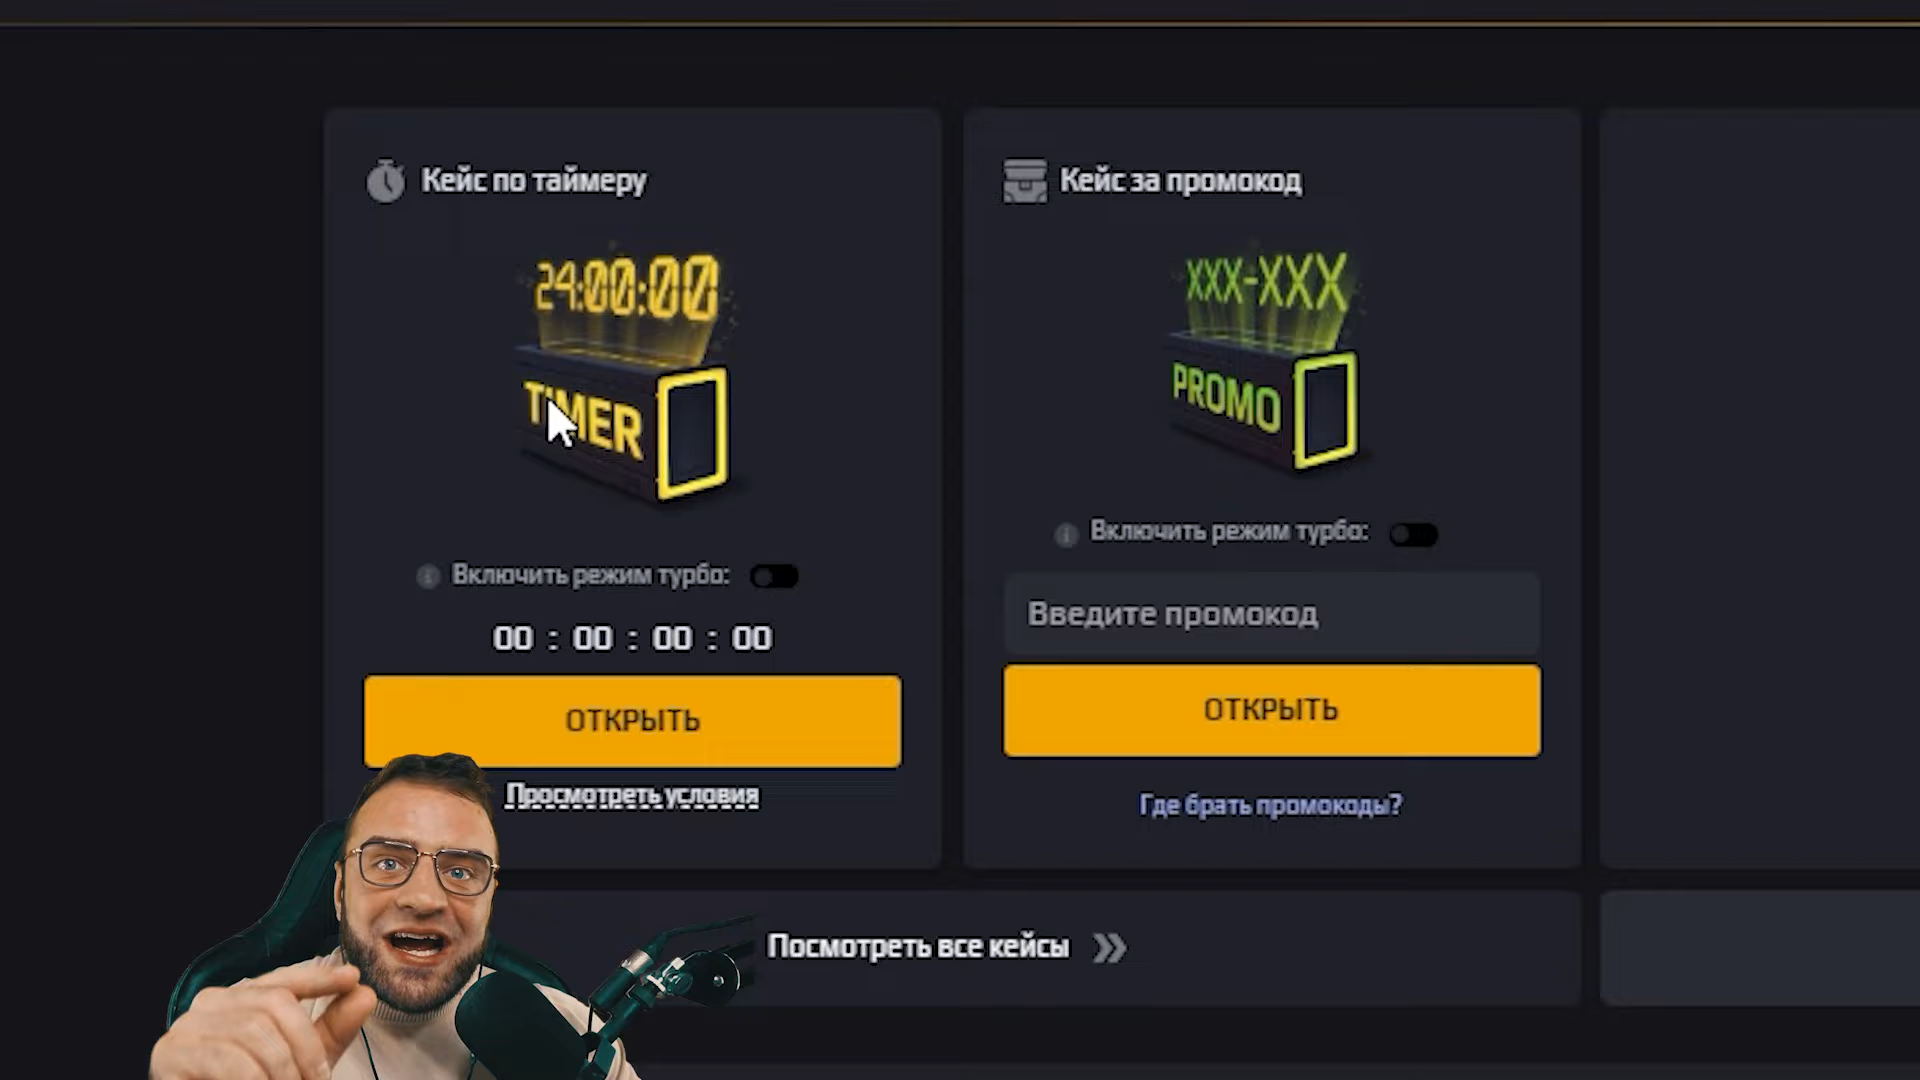 Кейс по таймеру
24:00:00
TIMER
Включить режим турбо:
00 : 00 : 00 : 00
ОТКРЫТЬ
Просмотреть условия
Кейс за промокод
XXX-XXX
PROMO
Включить режим турбо:
Введите промокод
ОТКРЫТЬ
Где брать промокоды?
Посмотреть все кейсы